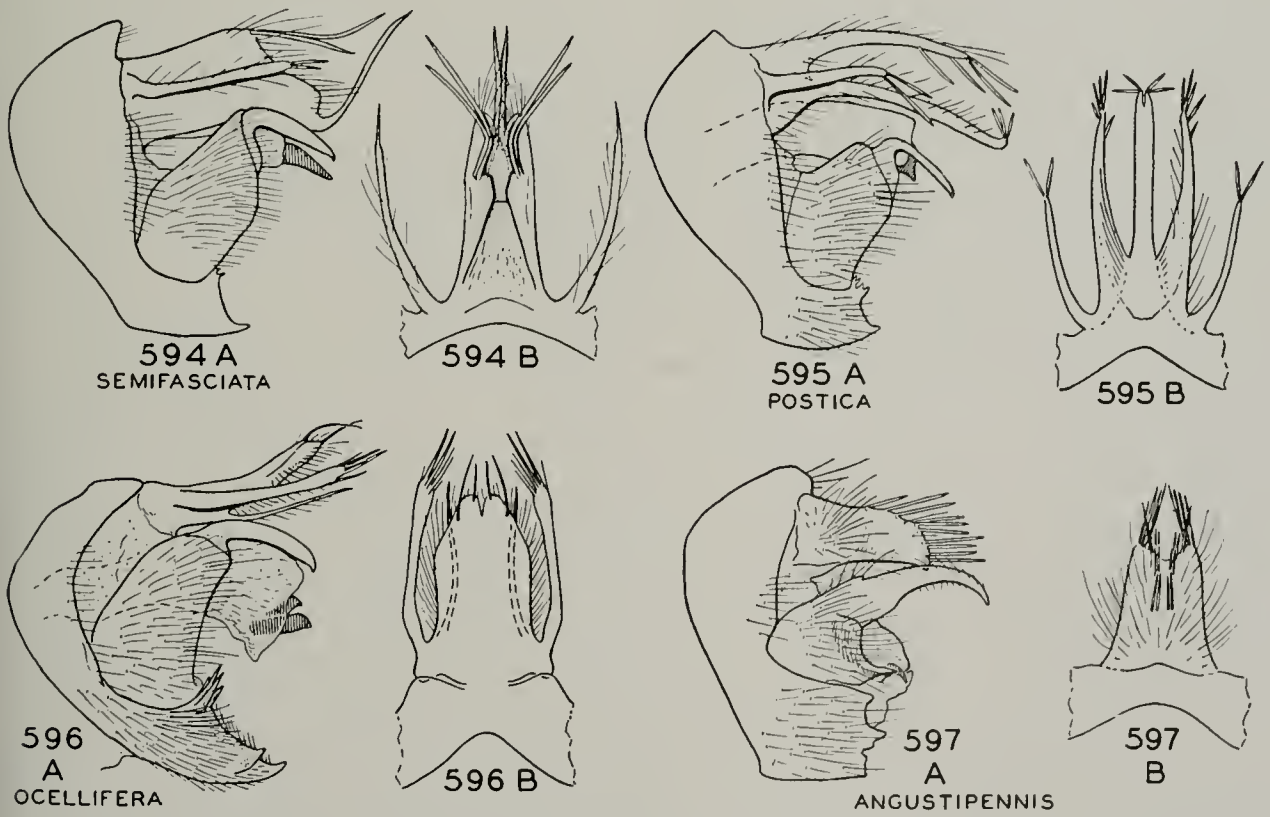 594 A
SEMIFASCIATA
594 B
595 A
POSTICA
595 B
596
A
OCELLIFERA
596 B
597
A
ANGUSTIPENNIS
597
B